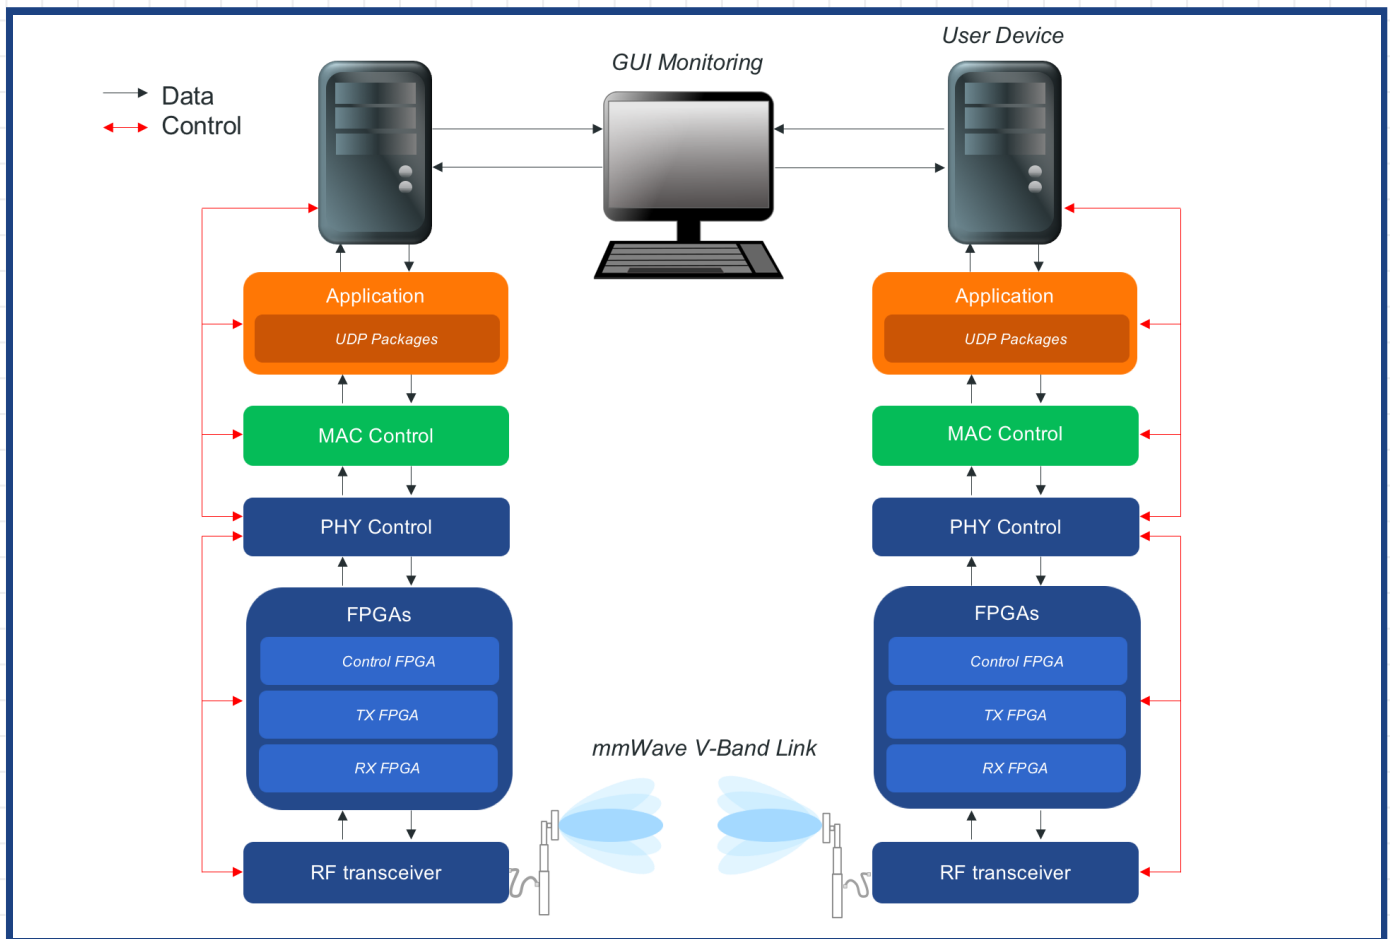 User Device
GUI Monitoring
Data
Control
Application
UDP Packages
MAC Control
PHY Control
FPGAs
Control FPGA
TX FPGA
RX FPGA
RF transceiver
mmWave V-Band Link
Application
UDP Packages
MAC Control
PHY Control
FPGAs
Control FPGA
TX FPGA
RX FPGA
RF transceiver